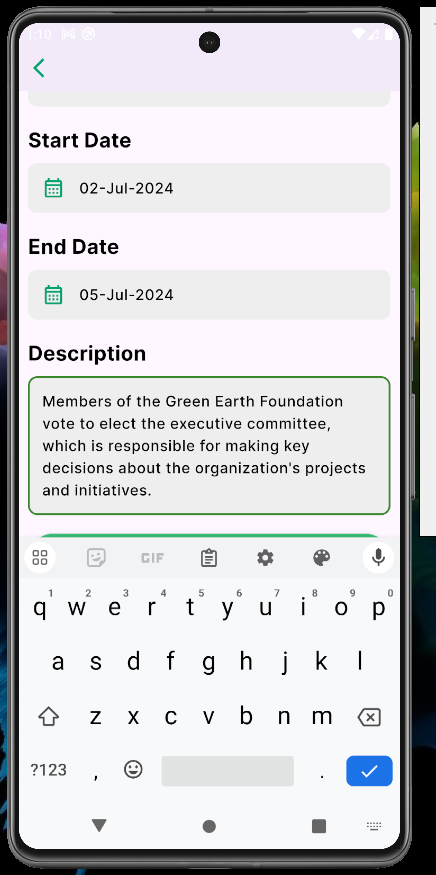 1:10
Start Date
02-Jul-2024
End Date
05-Jul-2024
Description
Members of the Green Earth Foundation
vote to elect the executive committee,
which is responsible for making key
decisions about the organization's projects
and initiatives.
GIF
1 2 3 4 5 6 7 8 9 0
q w e r t y u i o p
a s d f g h j k l
z x c v b n m
?123 , .